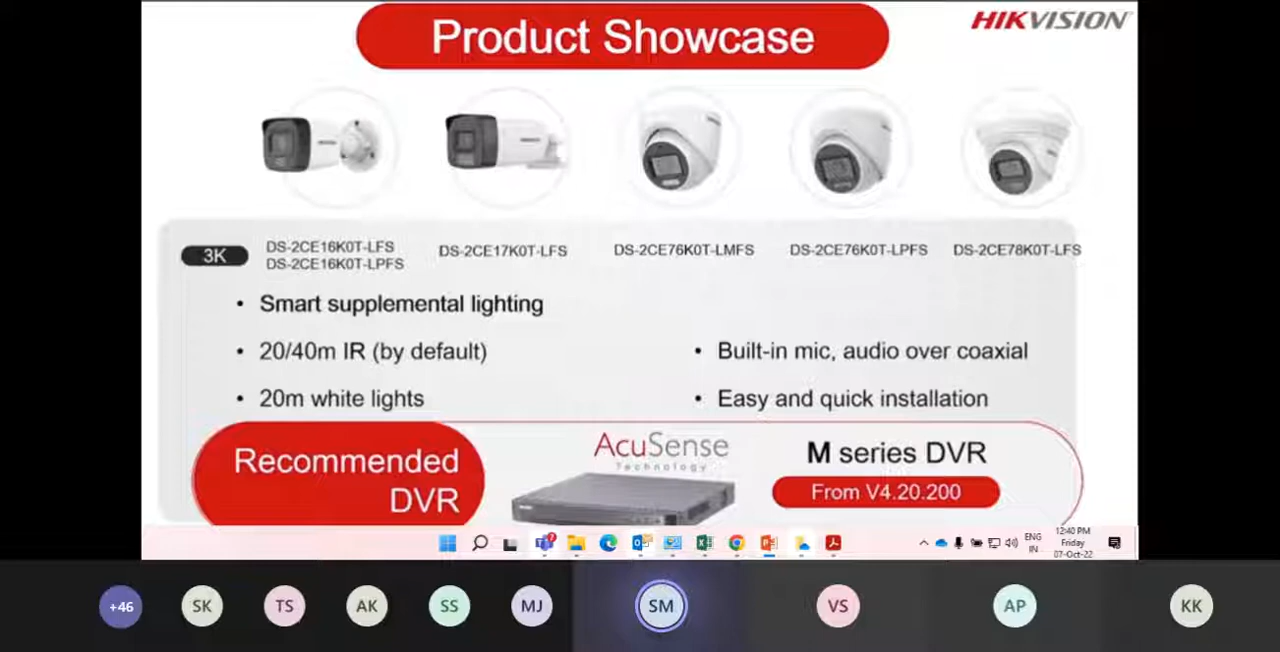 Product Showcase
HIKVISION
3K
DS-2CE16K0T-LFS
DS-2CE16K0T-LPFS
DS-2CE17K0T-LFS
DS-2CE76K0T-LMFS
DS-2CE76K0T-LPFS
DS-2CE78K0T-LFS
• Smart supplemental lighting
• 20/40m IR (by default)
• 20m white lights
• Built-in mic, audio over coaxial
• Easy and quick installation
Recommended
DVR
AcuSense
Technology
M series DVR
From V4.20.200
ENG
IN
12:40 PM
Friday
07-Oct-22
+46
SK
TS
AK
SS
MJ
SM
VS
AP
KK